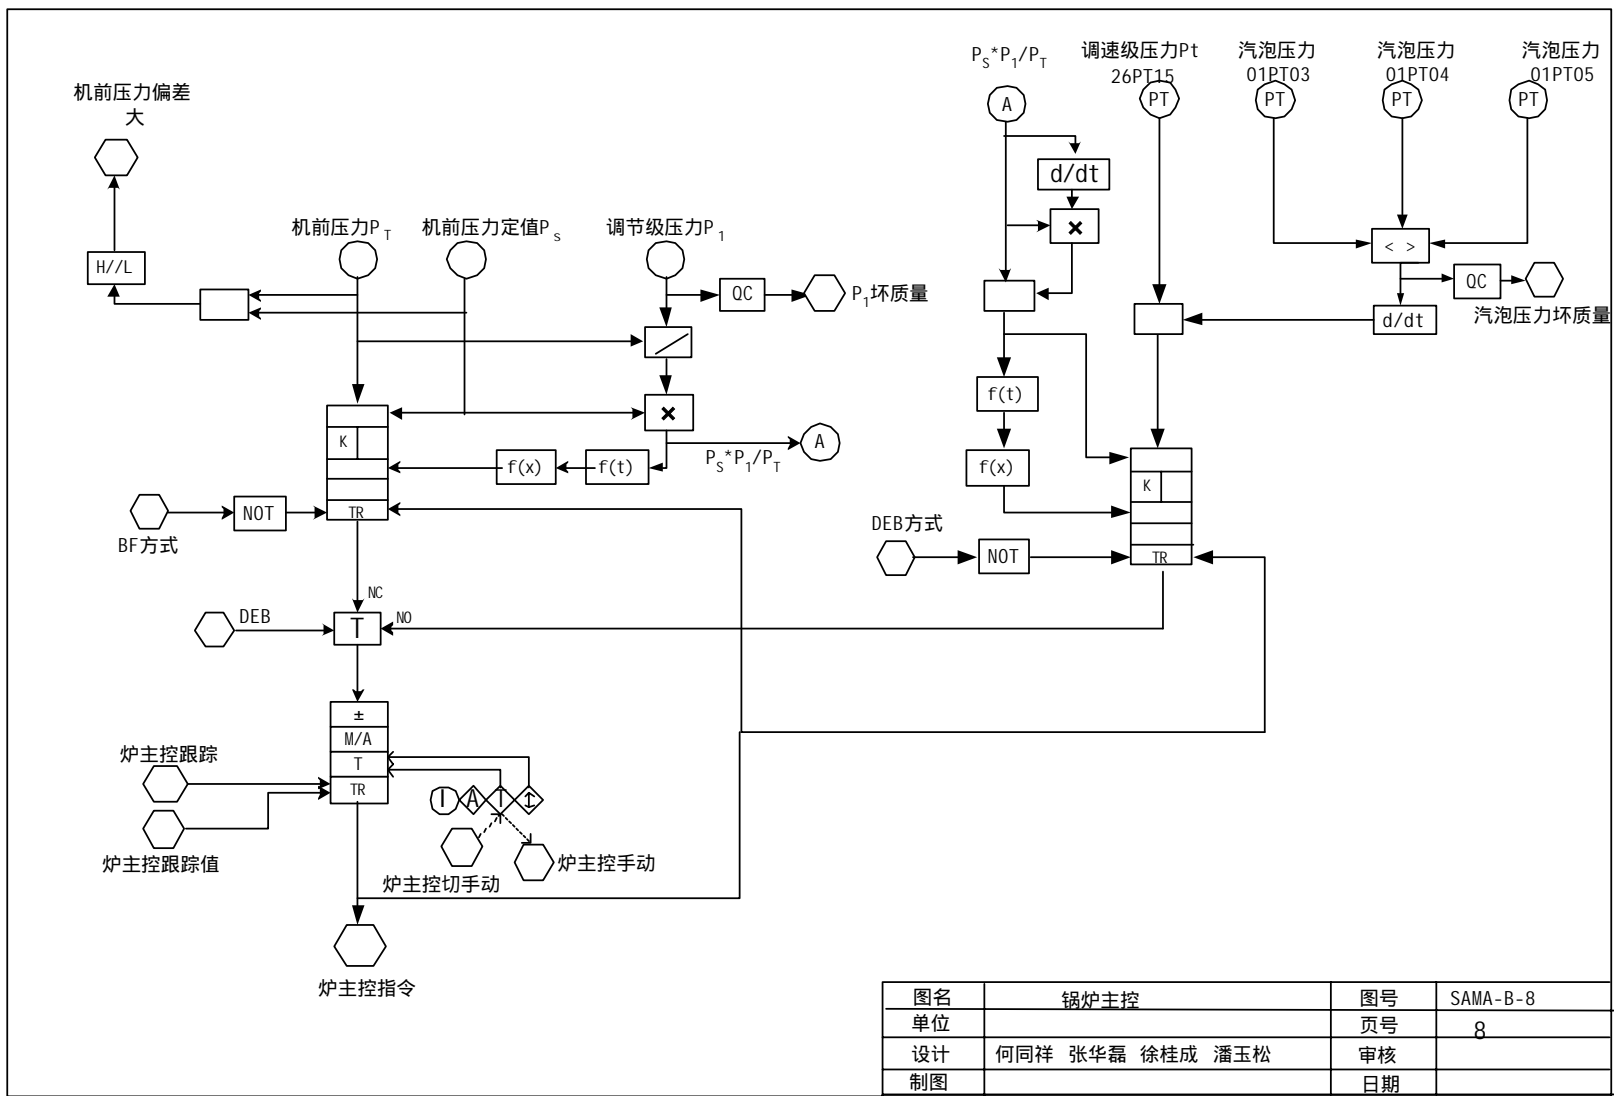 P_S*P_1/P_T
调速级压力Pt
26PT15
汽泡压力
01PT03
汽泡压力
01PT04
汽泡压力
01PT05
机前压力偏差
大
A
PT
PT
PT
PT
d/dt
×
机前压力P_T
机前压力定值P_s
调节级压力P_1
< >
H//L
QC
P_1坏质量
QC
汽泡压力坏质量
d/dt
f(t)
×
A
P_S*P_1/P_T
K
f(x)
f(t)
f(x)
K
NOT
TR
BF方式
DEB方式
NOT
TR
NC
DEB
T
NO
±
M/A
T
TR
炉主控跟踪
I
A
T
炉主控跟踪值
炉主控切手动
炉主控手动
炉主控指令
图名 锅炉主控 图号 SAMA-B-8
单位 页号 8
设计 何同祥 张华磊 徐桂成 潘玉松 审核
制图 日期